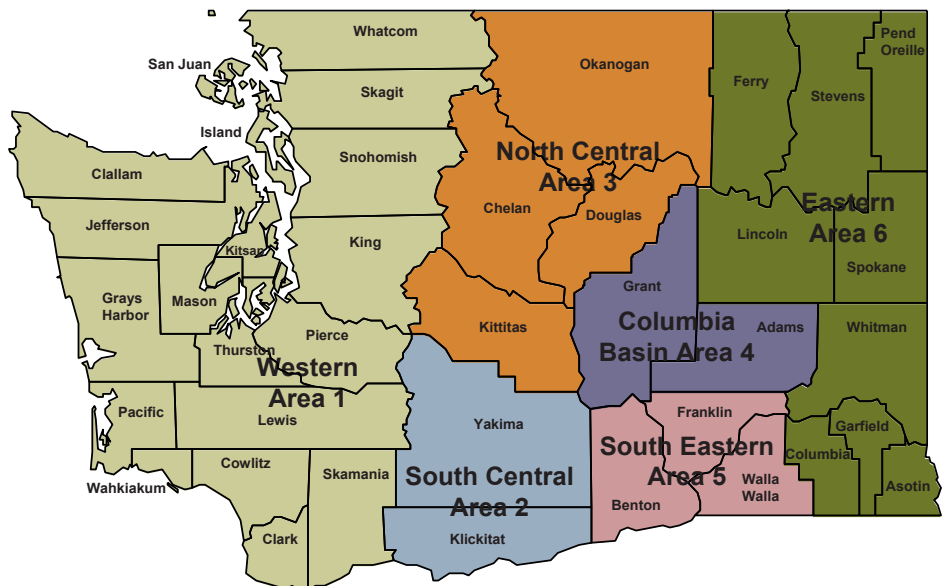 Whatcom
San Juan
Skagit
Island
Snohomish
Clallam
Jefferson
Kitsap
King
Grays
Harbor
Mason
Thurston
Pierce
Western
Area 1
Pacific
Lewis
Wahkiakum
Cowlitz
Skamania
Clark
Okanogan
North Central
Area 3
Chelan
Douglas
Kittitas
Yakima
South Central
Area 2
Klickitat
Grant
Adams
Columbia
Basin Area 4
Franklin
South Eastern
Area 5
Benton
Walla
Walla
Ferry
Stevens
Pend
Oreille
Eastern
Area 6
Lincoln
Spokane
Whitman
Garfield
Columbia
Asotin